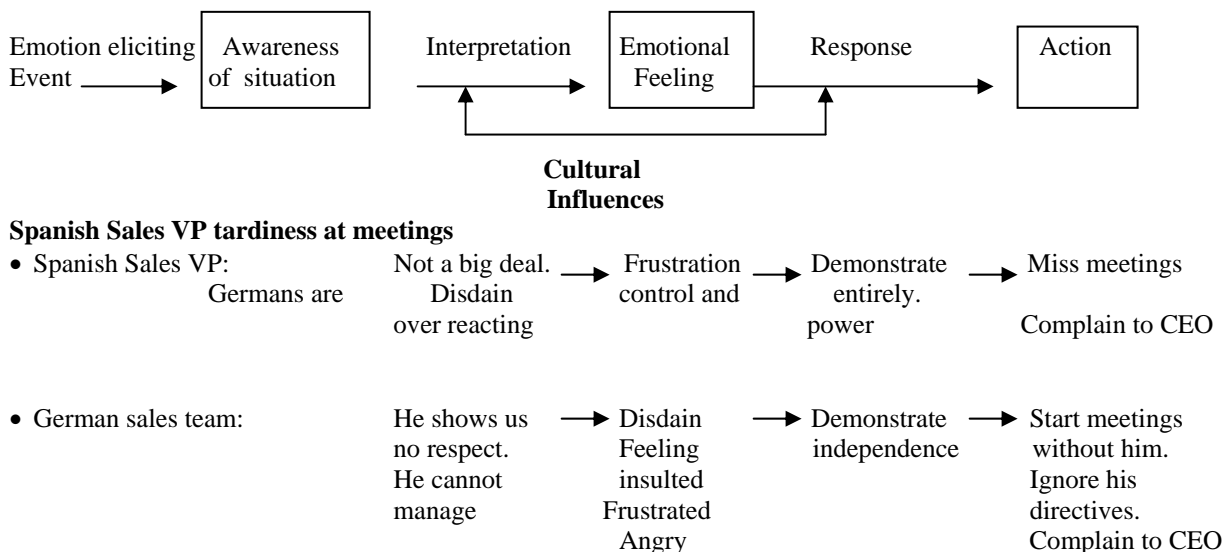 Emotion eliciting Awareness Interpretation Emotional Response Action
Event of situation Feeling
Cultural
Influences
Spanish Sales VP tardiness at meetings
• Spanish Sales VP: Not a big deal. Frustration Demonstrate Miss meetings
Germans are Disdain control and entirely.
over reacting power Complain to CEO
• German sales team: He shows us Disdain Demonstrate Start meetings
no respect. Feeling independence without him.
He cannot insulted Ignore his
manage Frustrated directives.
Angry Complain to CEO